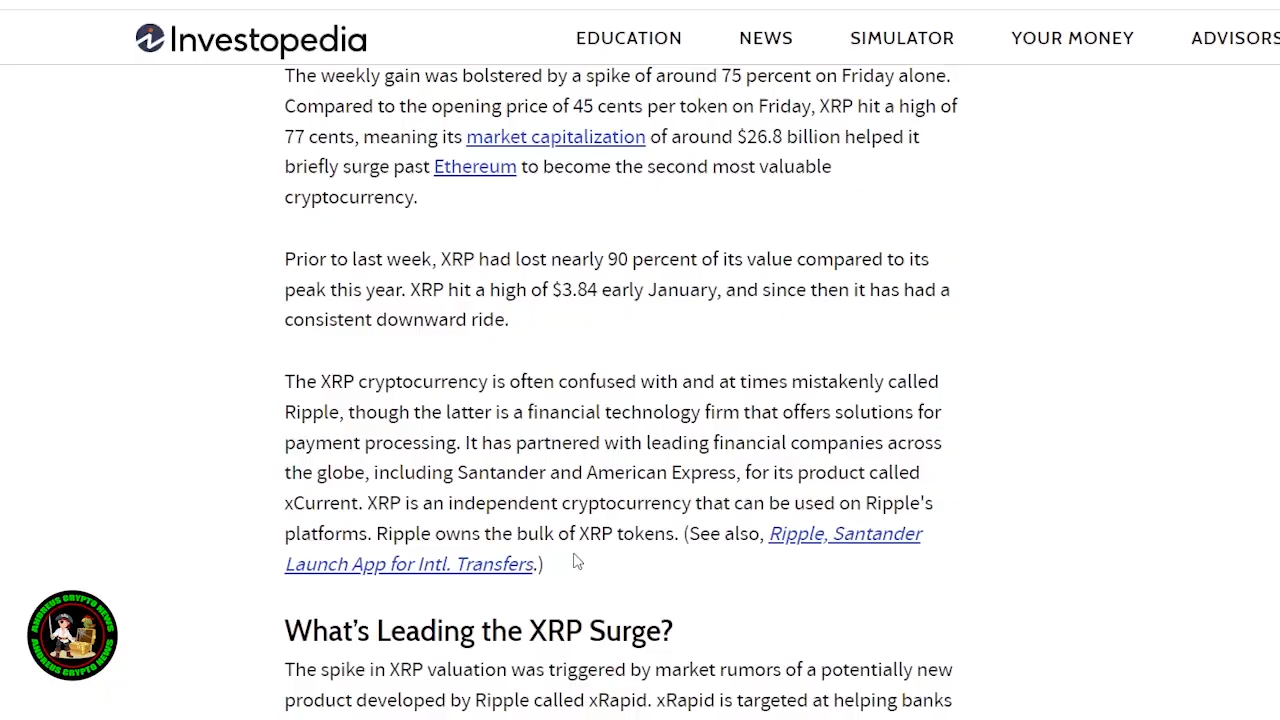 Investopedia
EDUCATION NEWS SIMULATOR YOUR MONEY ADVISORS
The weekly gain was bolstered by a spike of around 75 percent on Friday alone.
Compared to the opening price of 45 cents per token on Friday, XRP hit a high of
77 cents, meaning its market capitalization of around $26.8 billion helped it
briefly surge past Ethereum to become the second most valuable
cryptocurrency.
Prior to last week, XRP had lost nearly 90 percent of its value compared to its
peak this year. XRP hit a high of $3.84 early January, and since then it has had a
consistent downward ride.
The XRP cryptocurrency is often confused with and at times mistakenly called
Ripple, though the latter is a financial technology firm that offers solutions for
payment processing. It has partnered with leading financial companies across
the globe, including Santander and American Express, for its product called
xCurrent. XRP is an independent cryptocurrency that can be used on Ripple's
platforms. Ripple owns the bulk of XRP tokens. (See also, Ripple, Santander
Launch App for Intl. Transfers.)
What's Leading the XRP Surge?
The spike in XRP valuation was triggered by market rumors of a potentially new
product developed by Ripple called xRapid. xRapid is targeted at helping banks
ANDREUS CRYPTO NEWS
ANDREUS CRYPTO NEWS